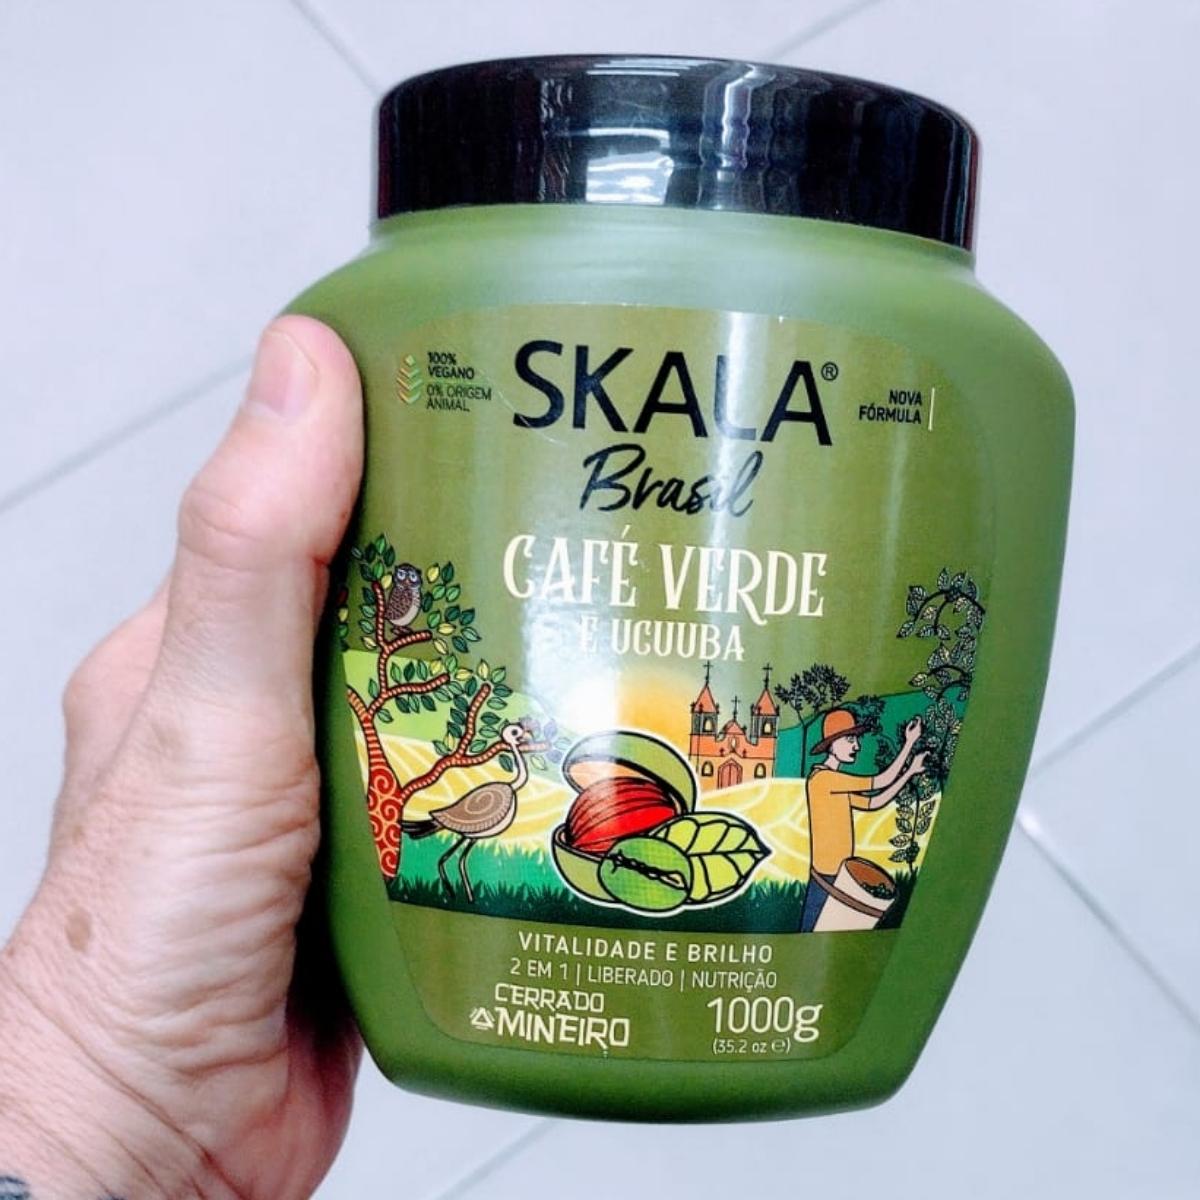 100%
VEGANO
0% ORIGEM
ANIMAL
SKALA®
Brasil
NOVA
FÓRMULA
CAFÉ VERDE
E UCUUBA
VITALIDADE E BRILHO
2 EM 1 | LIBERADO | NUTRIÇÃO
CERRADO
MINEIRO
1000g
(35.2 oz ℮)